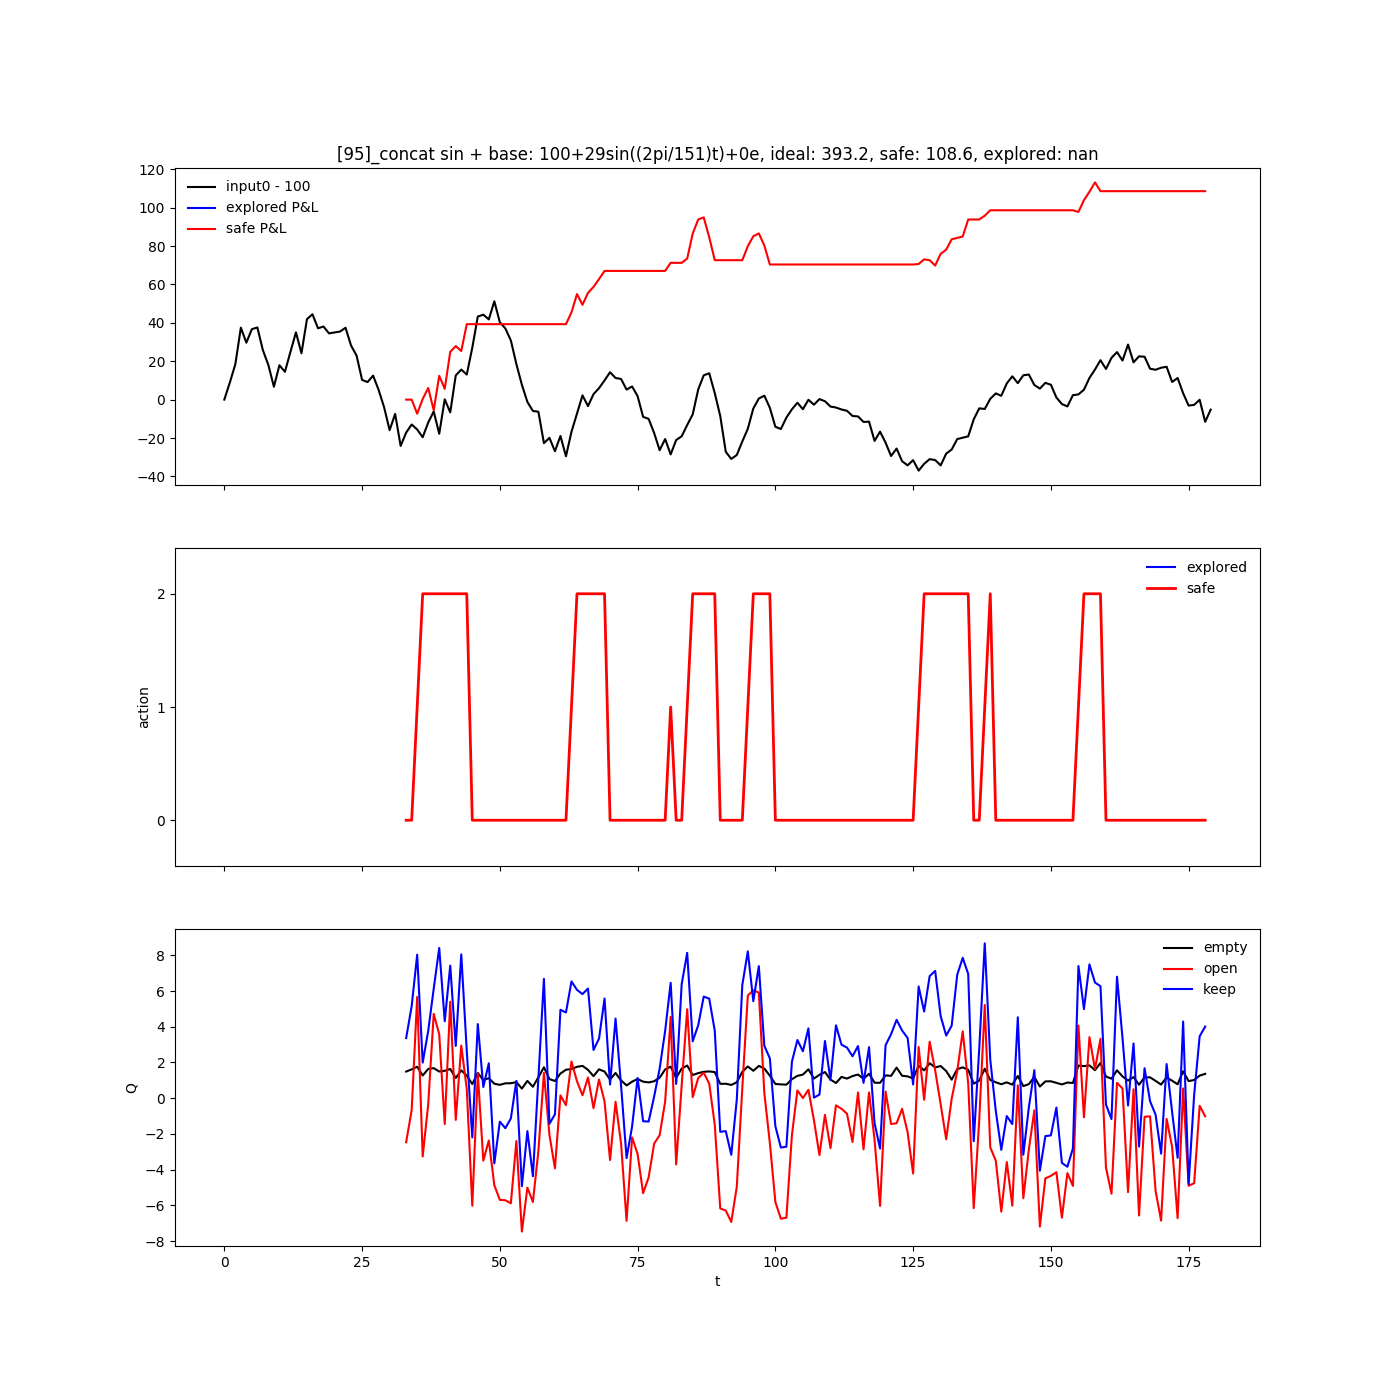 [95]_concat sin + base: 100+29sin((2pi/151)t)+0e, ideal: 393.2, safe: 108.6, explored: nan
120
100
80
60
40
20
0
−20
−40
input0 - 100
explored P&L
safe P&L
2
1
0
action
explored
safe
8
6
4
2
0
−2
−4
−6
−8
Q
empty
open
keep
0 25 50 75 100 125 150 175
t